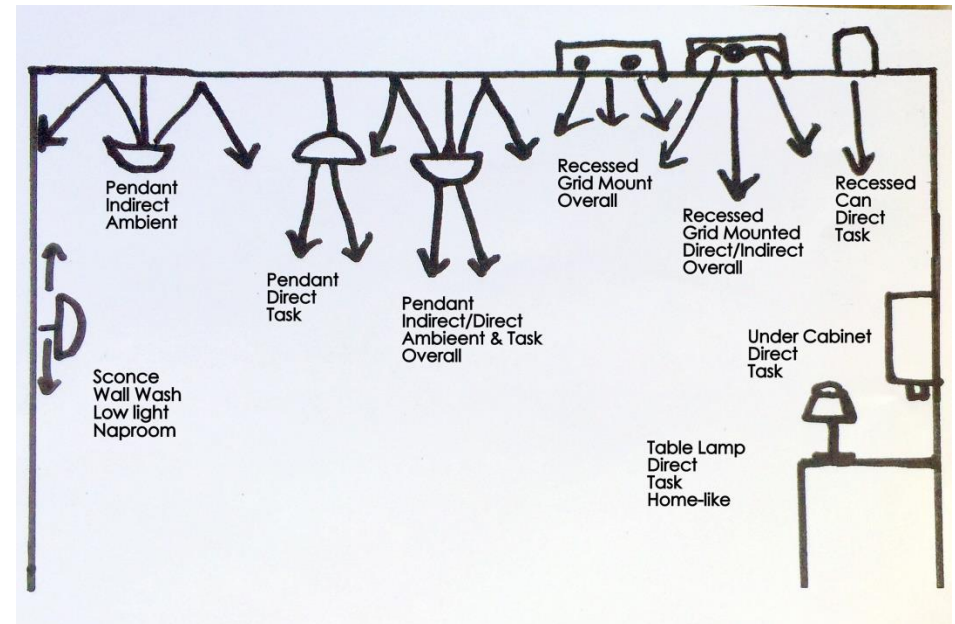 Pendant
Indirect
Ambient
Pendant
Direct
Task
Pendant
Indirect/Direct
Ambieent & Task
Overall
Recessed
Grid Mount
Overall
Recessed
Grid Mounted
Direct/Indirect
Overall
Recessed
Can
Direct
Task
Sconce
Wall Wash
Low light
Naproom
Under Cabinet
Direct
Task
Table Lamp
Direct
Task
Home-like